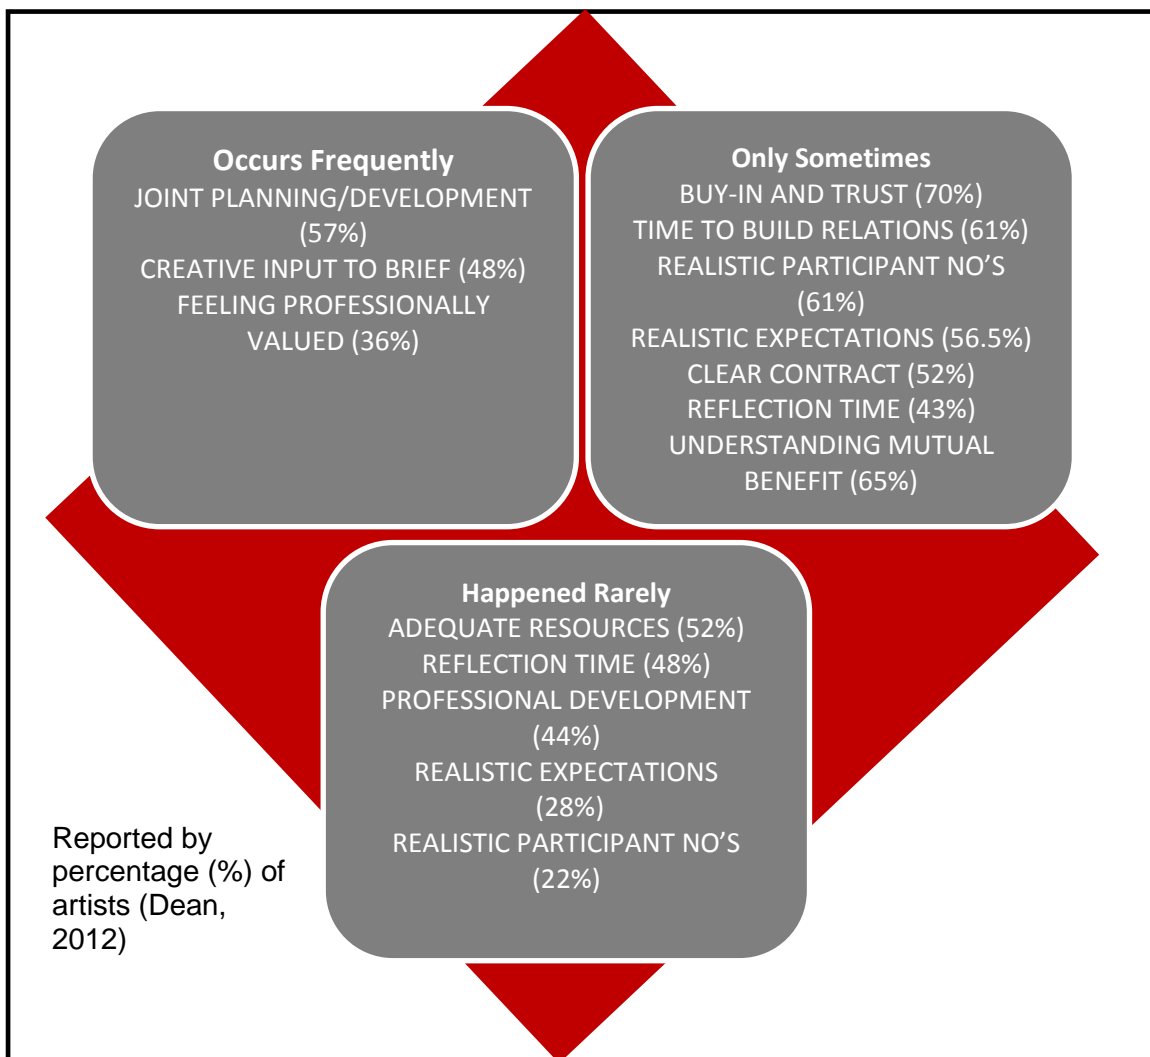 Occurs Frequently
JOINT PLANNING/DEVELOPMENT
(57%)
CREATIVE INPUT TO BRIEF (48%)
FEELING PROFESSIONALLY
VALUED (36%)
Only Sometimes
BUY-IN AND TRUST (70%)
TIME TO BUILD RELATIONS (61%)
REALISTIC PARTICIPANT NO’S
(61%)
REALISTIC EXPECTATIONS (56.5%)
CLEAR CONTRACT (52%)
REFLECTION TIME (43%)
UNDERSTANDING MUTUAL
BENEFIT (65%)
Happened Rarely
ADEQUATE RESOURCES (52%)
REFLECTION TIME (48%)
PROFESSIONAL DEVELOPMENT
(44%)
REALISTIC EXPECTATIONS
(28%)
REALISTIC PARTICIPANT NO’S
(22%)
Reported by
percentage (%) of
artists (Dean,
2012)